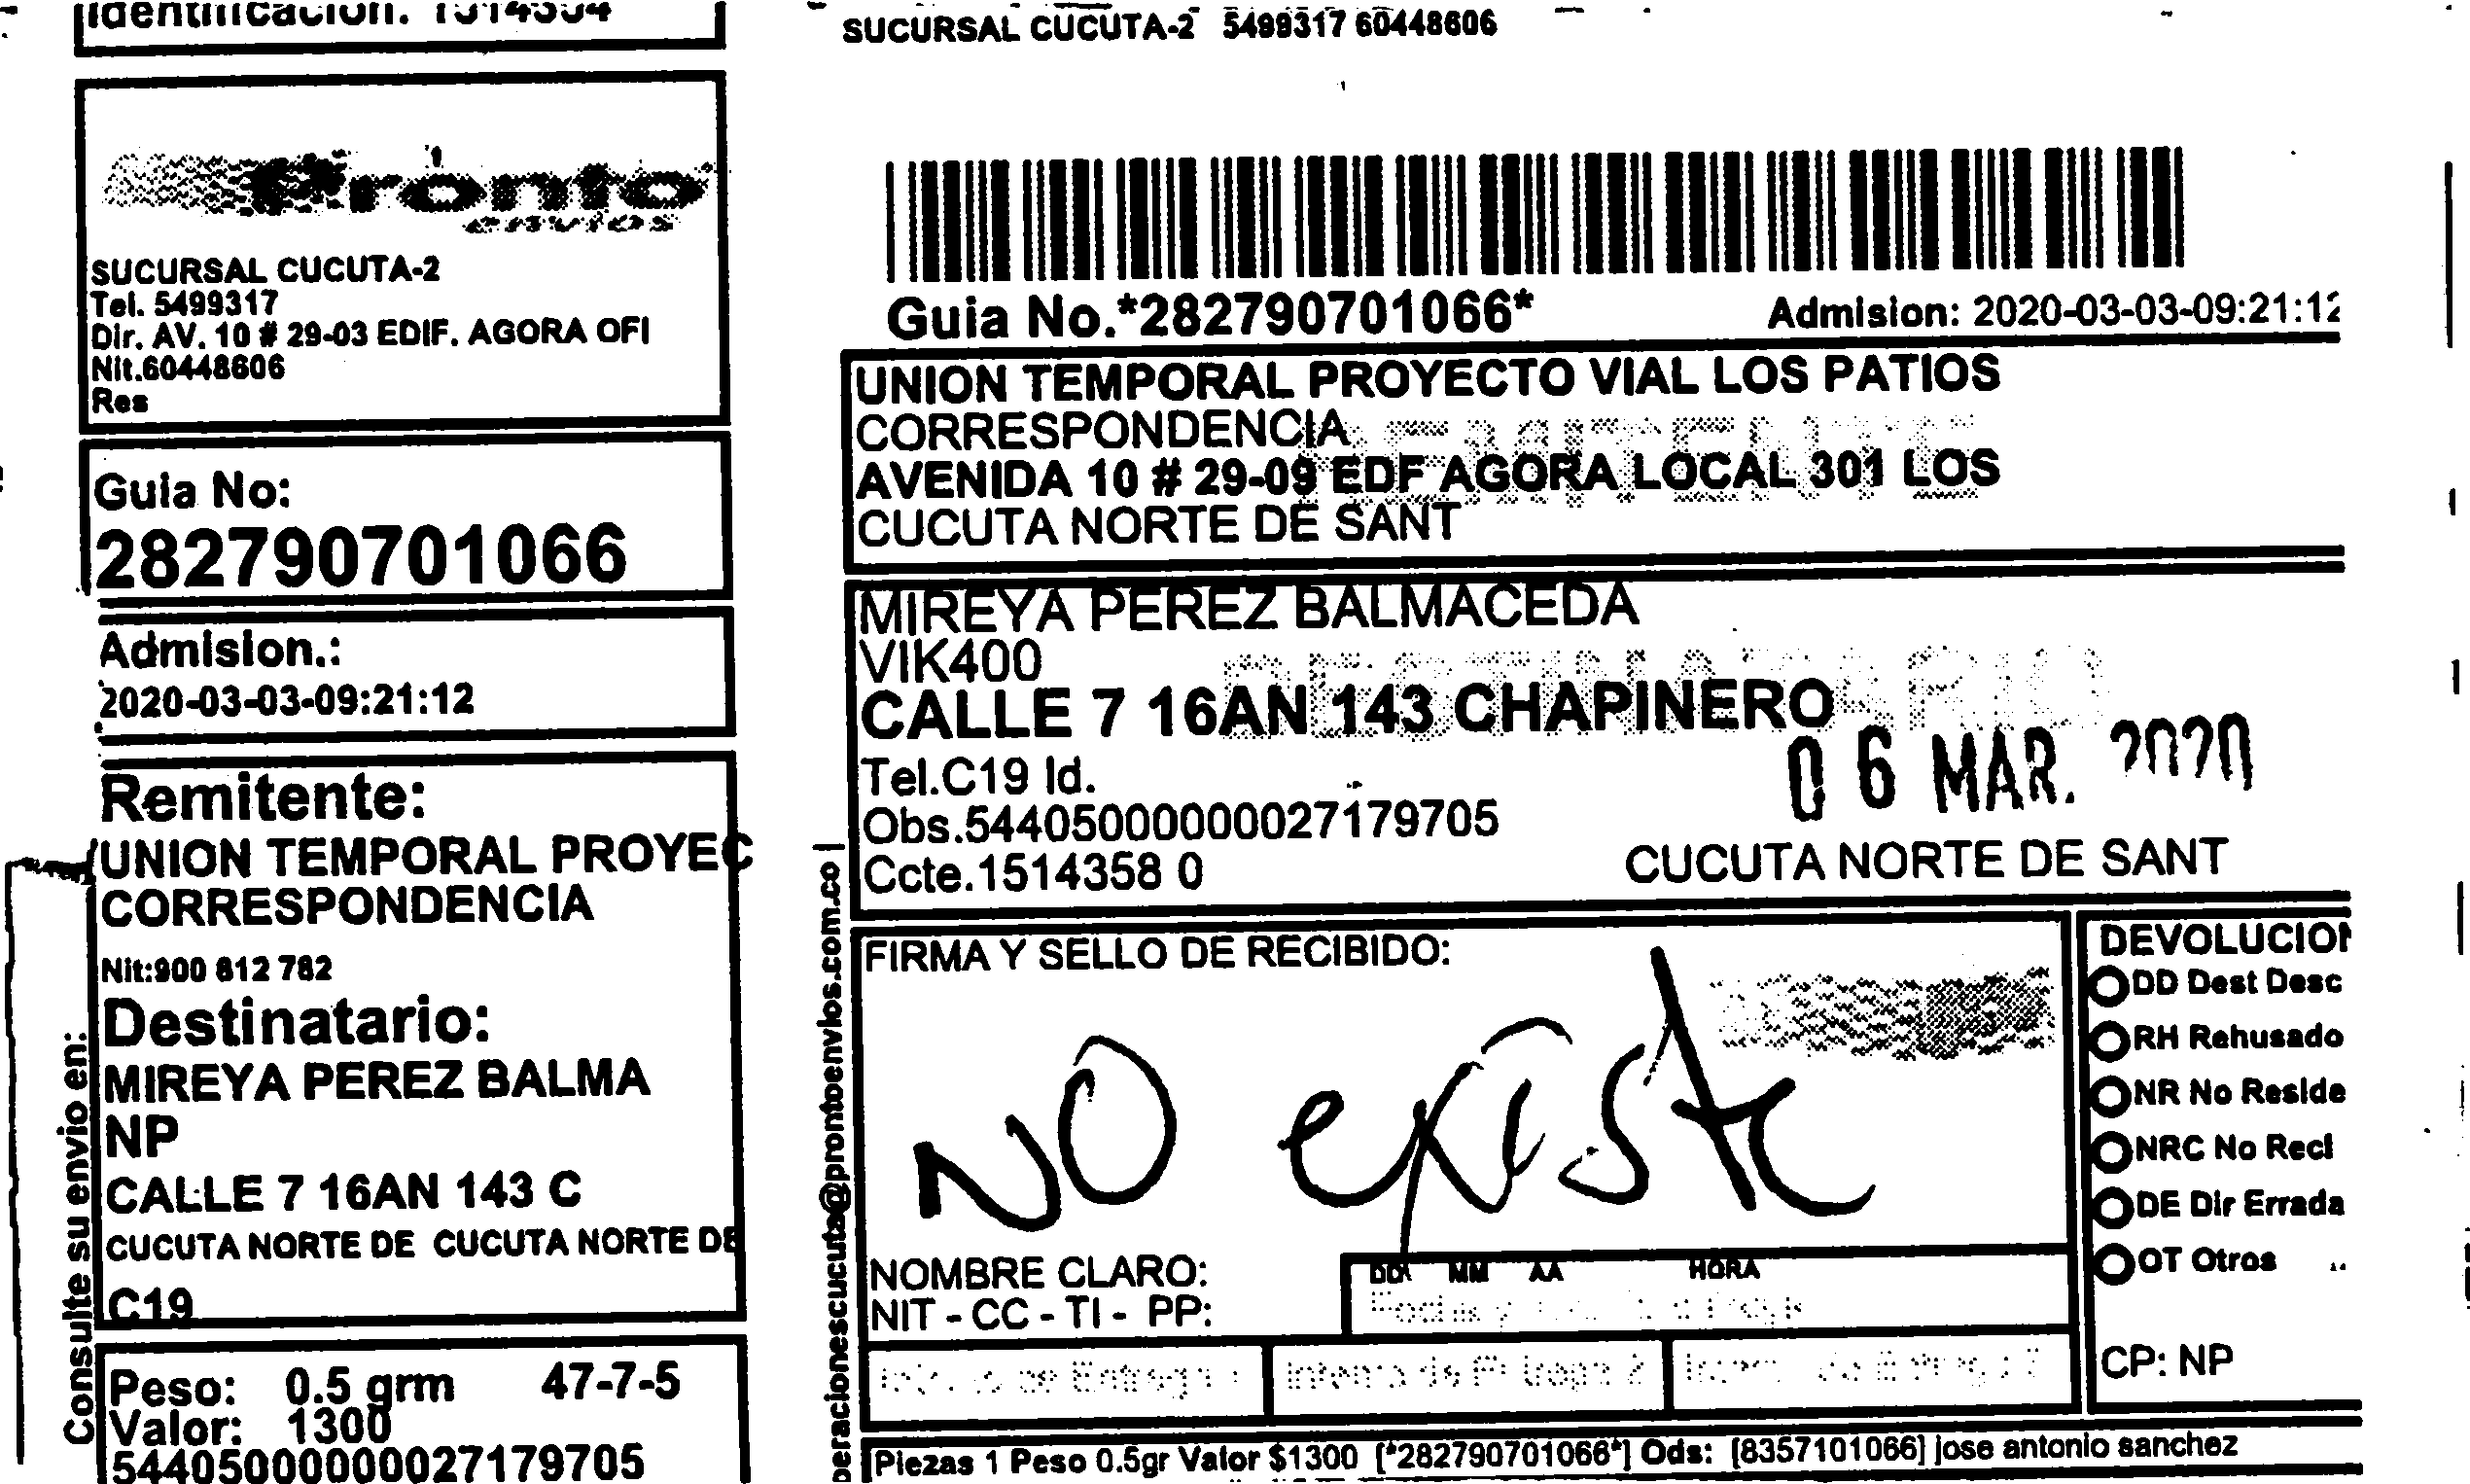 SUCURSAL CUCUTA-2 5499317 60448606
Pronto
envios
SUCURSAL CUCUTA-2
Tel. 5499317
Dir. AV. 10 # 29-03 EDIF. AGORA OFI
Nit.60448606
Res
Guia No:
282790701066
Admision.:
2020-03-03-09:21:12
Remitente:
UNION TEMPORAL PROYEC
CORRESPONDENCIA
Nit:900 812 782
Destinatario:
MIREYA PEREZ BALMA
NP
CALLE 7 16AN 143 C
CUCUTA NORTE DE CUCUTA NORTE DE
C19
Peso: 0.5 grm 47-7-5
Valor: 1300
544050000000027179705
Consulte su envio en:
Guia No.*282790701066*
Admision: 2020-03-03-09:21:12
UNION TEMPORAL PROYECTO VIAL LOS PATIOS
CORRESPONDENCIA
REMITENTE
AVENIDA 10 # 29-09 EDF AGORA LOCAL 301 LOS
CUCUTA NORTE DE SANT
MIREYA PEREZ BALMACEDA
VIK400
DESTINATARIO
CALLE 7 16AN 143 CHAPINERO
06 MAR. 2020
Tel.C19 Id.
Obs.544050000000027179705
Ccte.1514358 0
CUCUTA NORTE DE SANT
peracionescucuta@prontoenvios.com.co |
FIRMA Y SELLO DE RECIBIDO:
NO existe
NOMBRE CLARO:
NIT - CC - TI - PP:
DD MM AA HORA
DEVOLUCION
DD Dest Desc
RH Rehusado
NR No Reside
NRC No Recl
DE Dir Errada
OT Otros
CP: NP
Piezas 1 Peso 0.5gr Valor $1300 [*282790701066*] Ods: [8357101066] jose antonio sanchez